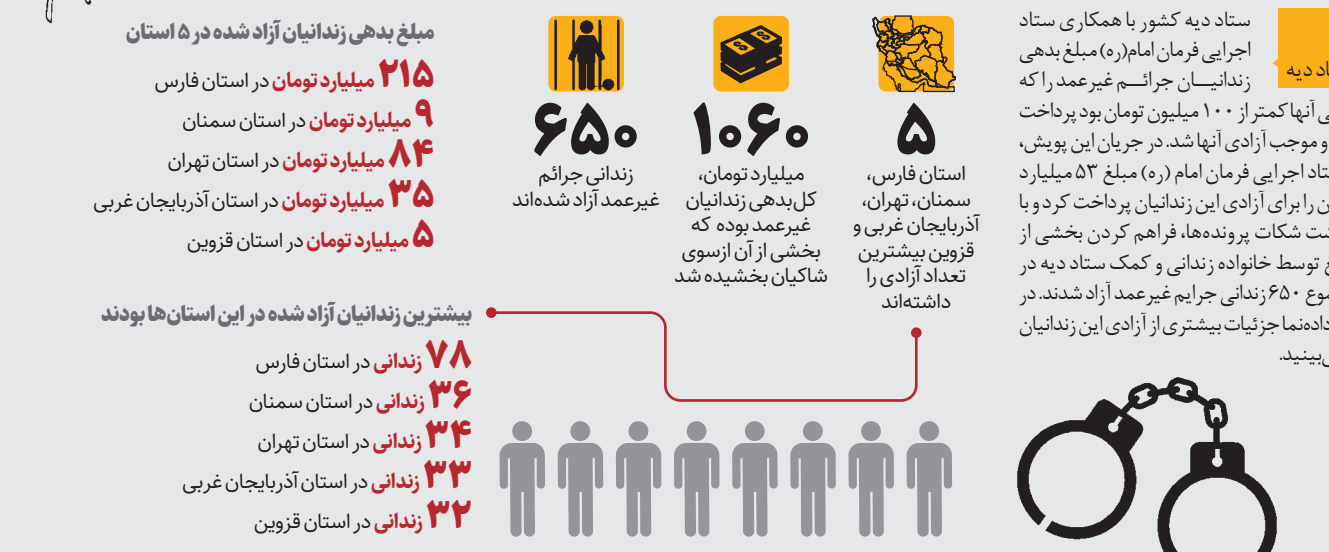 ستاد دیه کشور با همکاری ستاد
اجرایی فرمان امام(ره) مبلغ بدهی
زندانیان جرائم غیرعمد را که
آنها کمتر از ۱۰۰ میلیون تومان بود پرداخت
و موجب آزادی آنها شد. در جریان این پویش،
اجرایی فرمان امام (ره) مبلغ ۵۳ میلیارد
را برای آزادی این زندانیان پرداخت کرد و با
شکات پرونده‌ها، فراهم کردن بخشی از
توسط خانواده زندانی و کمک ستاد دیه در
۶۵۰ زندانی جرایم غیرعمد آزاد شدند. در
جزئیات بیشتری از آزادی این زندانیان
دیه
۵
استان فارس،
سمنان، تهران،
آذربایجان غربی و
قزوین بیشترین
تعداد آزادی را
داشته‌اند
۱۰۶۰
میلیارد تومان،
کل‌بدهی زندانیان
غیرعمد بوده که
بخشی از آن ازسوی
شاکیان بخشیده شد
۶۵۰
زندانی جرائم
غیرعمد آزاد شده‌اند
مبلغ بدهی زندانیان آزاد شده در ۵ استان
۲۱۵ میلیارد تومان در استان فارس
۹ میلیارد تومان در استان سمنان
۸۴ میلیارد تومان در استان تهران
۳۵ میلیارد تومان در استان آذربایجان غربی
۵ میلیارد تومان در استان قزوین
بیشترین زندانیان آزاد شده در این استان‌ها بودند
۷۸ زندانی در استان فارس
۳۶ زندانی در استان سمنان
۳۴ زندانی در استان تهران
۳۳ زندانی در استان آذربایجان غربی
۳۲ زندانی در استان قزوین